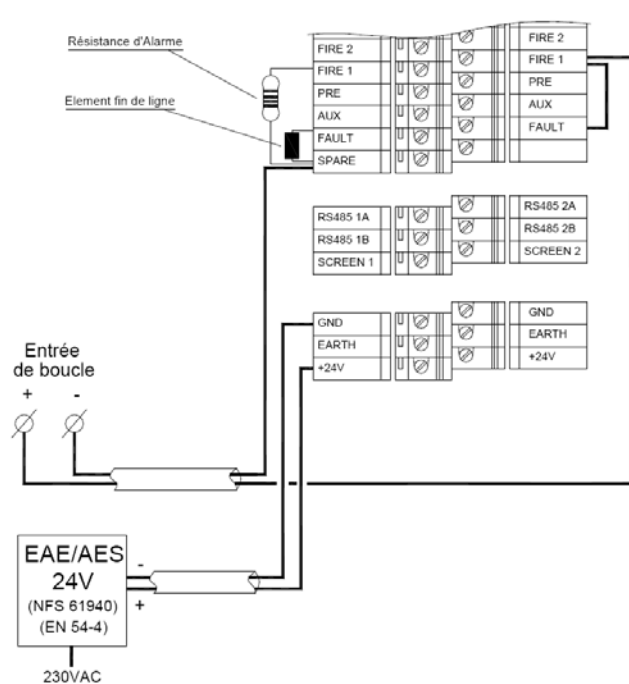 Résistance d'Alarme
Element fin de ligne
FIRE 2
FIRE 1
PRE
AUX
FAULT
SPARE
FIRE 2
FIRE 1
PRE
AUX
FAULT
RS485 1A
RS485 1B
SCREEN 1
RS485 2A
RS485 2B
SCREEN 2
GND
EARTH
+24V
GND
EARTH
+24V
Entrée
de boucle
+ -
EAE/AES
24V
(NFS 61940)
(EN 54-4)
-
+
230VAC